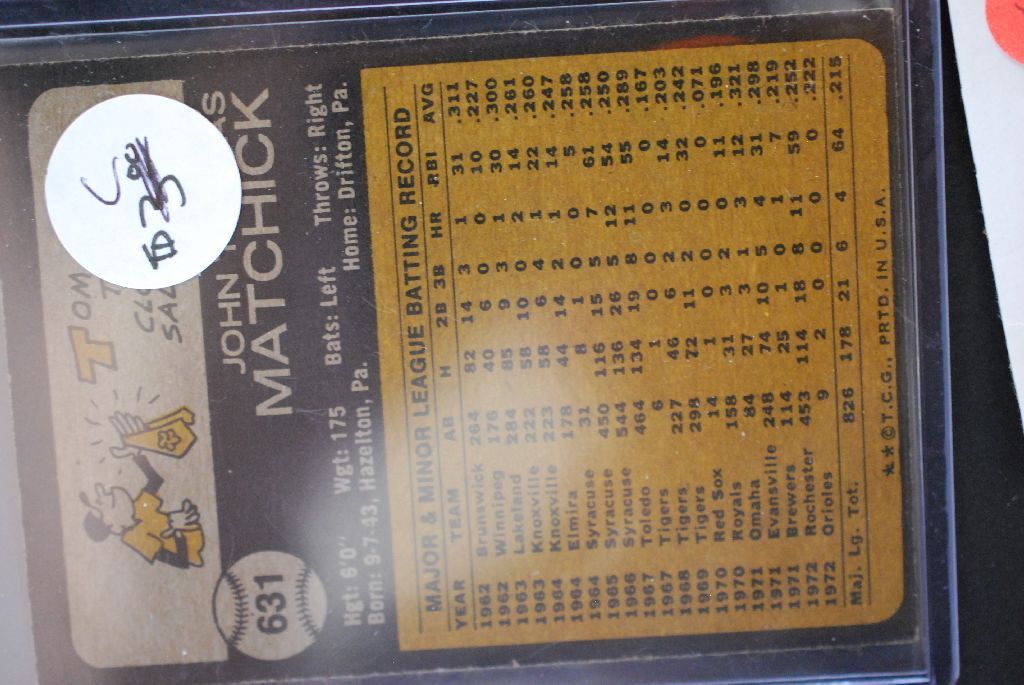 TOM
CL
SAL
631
JOHN AS
MATCHICK
Hgt: 6'0" Wgt: 175 Bats: Left Throws: Right
Born: 9-7-43, Hazelton, Pa. Home: Drifton, Pa.
MAJOR & MINOR LEAGUE BATTING RECORD
YEAR TEAM AB H 2B 3B HR RBI AVG
1962 Brunswick 264 82 14 3 1 31 .311
1962 Winnipeg 176 40 6 0 0 10 .227
1963 Lakeland 284 85 9 3 1 30 .300
1963 Knoxville 222 58 10 0 2 14 .261
1964 Knoxville 223 58 6 4 1 22 .260
1964 Elmira 178 44 14 2 1 14 .247
1964 Syracuse 31 8 1 0 0 5 .258
1965 Syracuse 450 116 15 5 7 61 .258
1966 Syracuse 544 136 26 5 12 54 .250
1967 Toledo 464 134 19 8 11 55 .289
1967 Tigers 6 1 0 0 0 0 .167
1968 Tigers 227 46 6 2 3 14 .203
1969 Tigers 298 72 11 2 0 32 .242
1970 Red Sox 14 1 0 0 0 0 .071
1970 Royals 158 31 3 2 0 11 .196
1971 Omaha 84 27 3 1 3 12 .321
1971 Evansville 248 74 10 5 4 31 .298
1971 Brewers 114 25 1 0 1 7 .219
1972 Rochester 453 114 18 8 11 59 .252
1972 Orioles 9 2 0 0 0 0 .222
Maj. Lg. Tot. 826 178 21 6 4 64 .215
**©T.C.G., PRTD. IN U.S.A.